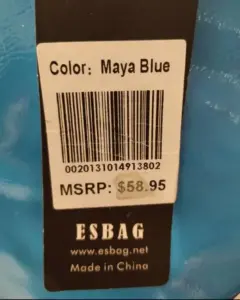 Color: Maya Blue
0020131014913802
MSRP: $58.95
ESBAG
www.esbag.net
Made in China